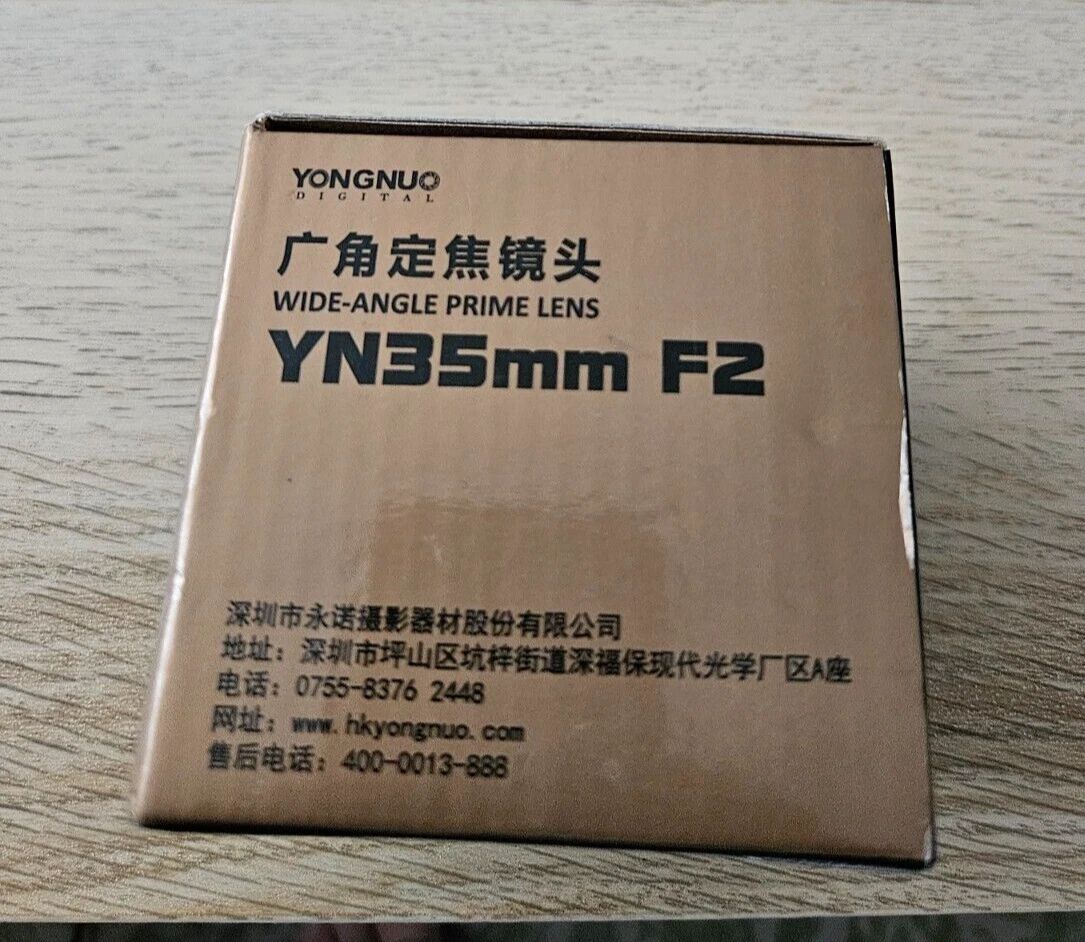 YONGNUO
DIGITAL
广角定焦镜头
WIDE-ANGLE PRIME LENS
YN35mm F2
深圳市永诺摄影器材股份有限公司
地址：深圳市坪山区坑梓街道深福保现代光学厂区A座
电话：0755-8376 2448
网址：www.hkyongnuo.com
售后电话：400-0013-888